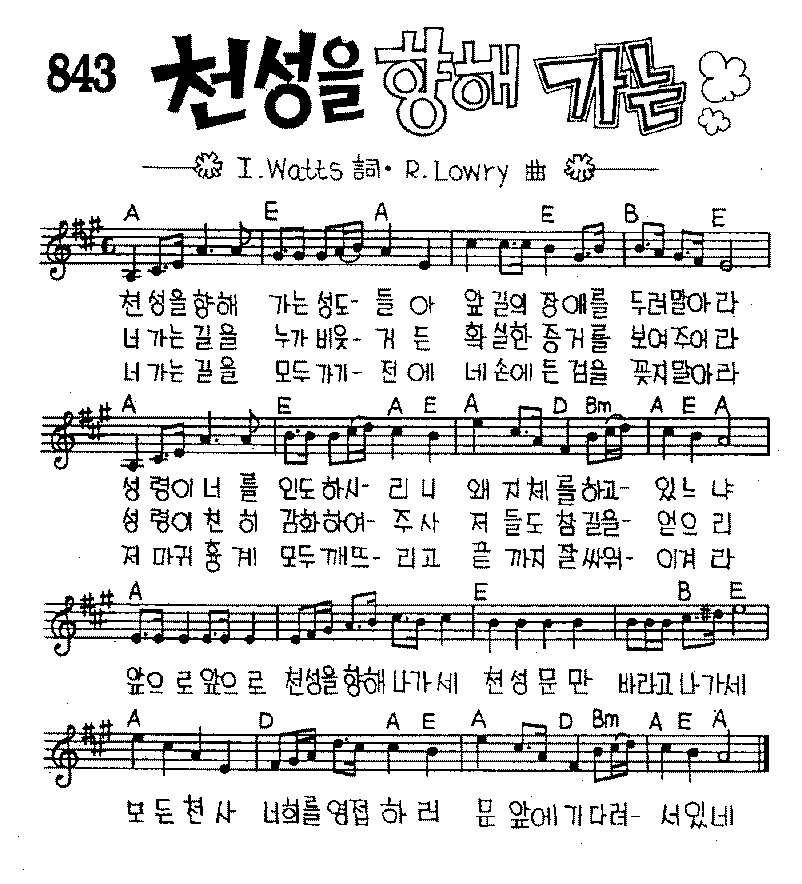 843 천성을 향해 가는
I. Watts 詞 · R. Lowry 曲
A E A E B E
천성을향해 가는성도- 들 아 앞 길의 장애를 두려말아라
너가는길을 누가비웃- 거 든 확실한증거를 보여주어라
너가는길을 모두가기- 전에 네손에든검을 꽂지말아라
A E A E A D Bm A E A
성령이너 를 인도하시- 리니 왜 지체를하고- 있느냐
성령이친 히 감화하여- 주사 저 들도 참길을- 얻으리
저 마귀흉계 모두깨뜨- 리고 끝 까지잘싸워- 이겨라
A E B E
앞으로앞으로 천성을향해나가세 천성문만 바라고나가세
A D A E A D Bm A E A
모든천사 너희를영접하러 문 앞에기다려- 서있네